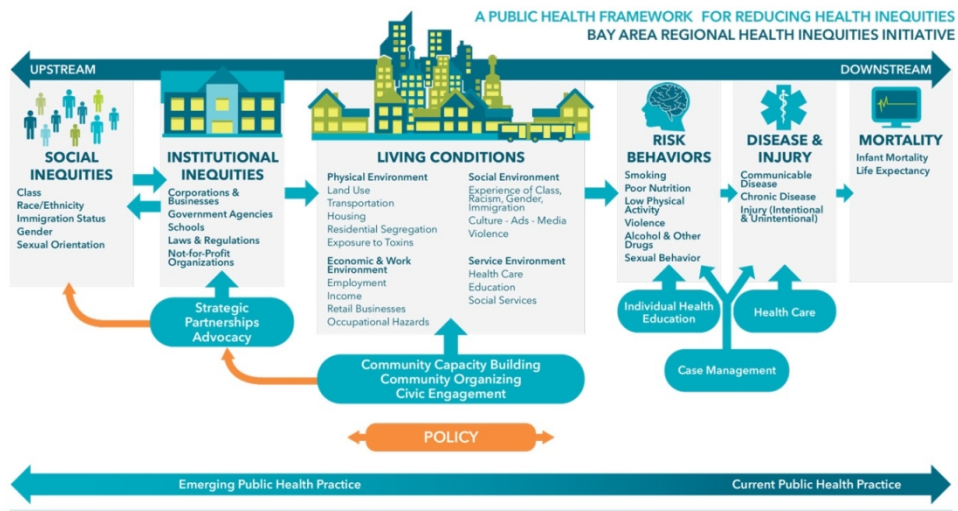 A PUBLIC HEALTH FRAMEWORK FOR REDUCING HEALTH INEQUITIES
BAY AREA REGIONAL HEALTH INEQUITIES INITIATIVE
UPSTREAM
DOWNSTREAM
SOCIAL
INEQUITIES
Class
Race/Ethnicity
Immigration Status
Gender
Sexual Orientation
INSTITUTIONAL
INEQUITIES
Corporations &
Businesses
Government Agencies
Schools
Laws & Regulations
Not-for-Profit
Organizations
LIVING CONDITIONS
Physical Environment
Land Use
Transportation
Housing
Residential Segregation
Exposure to Toxins
Economic & Work
Environment
Employment
Income
Retail Businesses
Occupational Hazards
Social Environment
Experience of Class,
Racism, Gender,
Immigration
Culture - Ads - Media
Violence
Service Environment
Health Care
Education
Social Services
RISK
BEHAVIORS
Smoking
Poor Nutrition
Low Physical
Activity
Violence
Alcohol & Other
Drugs
Sexual Behavior
DISEASE &
INJURY
Communicable
Disease
Chronic Disease
Injury (Intentional
& Unintentional)
MORTALITY
Infant Mortality
Life Expectancy
Strategic
Partnerships
Advocacy
Community Capacity Building
Community Organizing
Civic Engagement
Individual Health
Education
Health Care
Case Management
POLICY
Emerging Public Health Practice
Current Public Health Practice